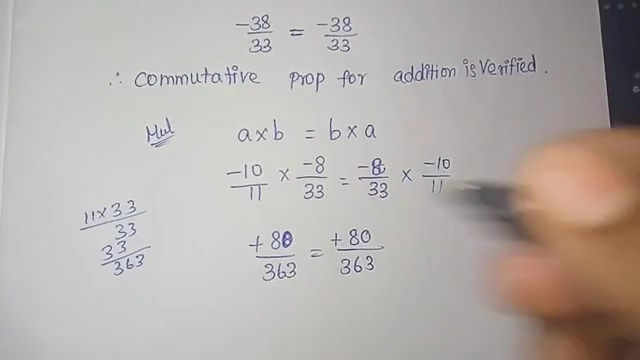 -38/33 = -38/33
∴ Commutative prop for addition is Verified.
Mul a×b = b×a
-10/11 × -8/33 = -8/33 × -10/11
11×33
33
33
363
+80/363 = +80/363